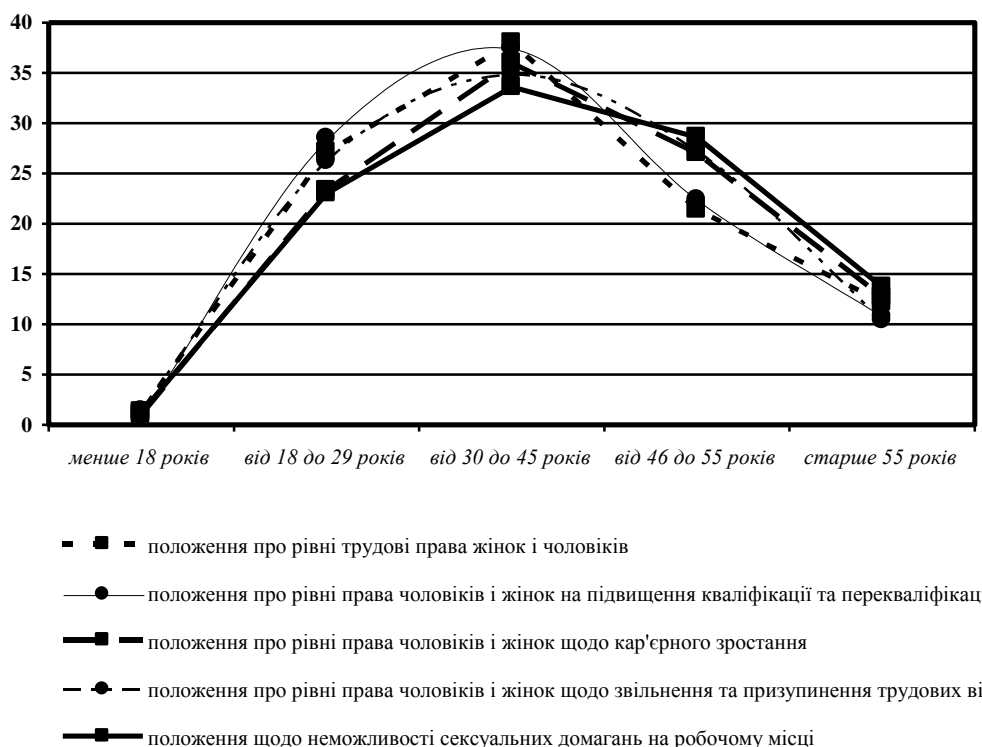 40
35
30
25
20
15
10
5
0
менше 18 років від 18 до 29 років від 30 до 45 років від 46 до 55 років старше 55 років
положення про рівні трудові права жінок і чоловіків
положення про рівні права чоловіків і жінок на підвищення кваліфікації та перекваліфікац
положення про рівні права чоловіків і жінок щодо кар'єрного зростання
положення про рівні права чоловіків і жінок щодо звільнення та призупинення трудових ві
положення щодо неможливості сексуальних домагань на робочому місці